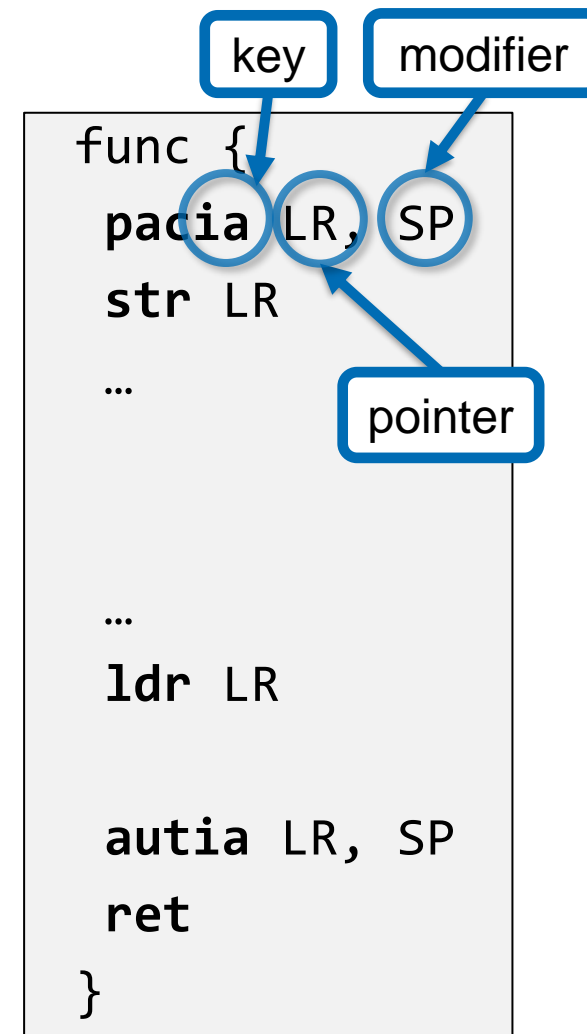 key
modifier
func {
pacia LR, SP
str LR
…
pointer
…
ldr LR
autia LR, SP
ret
}